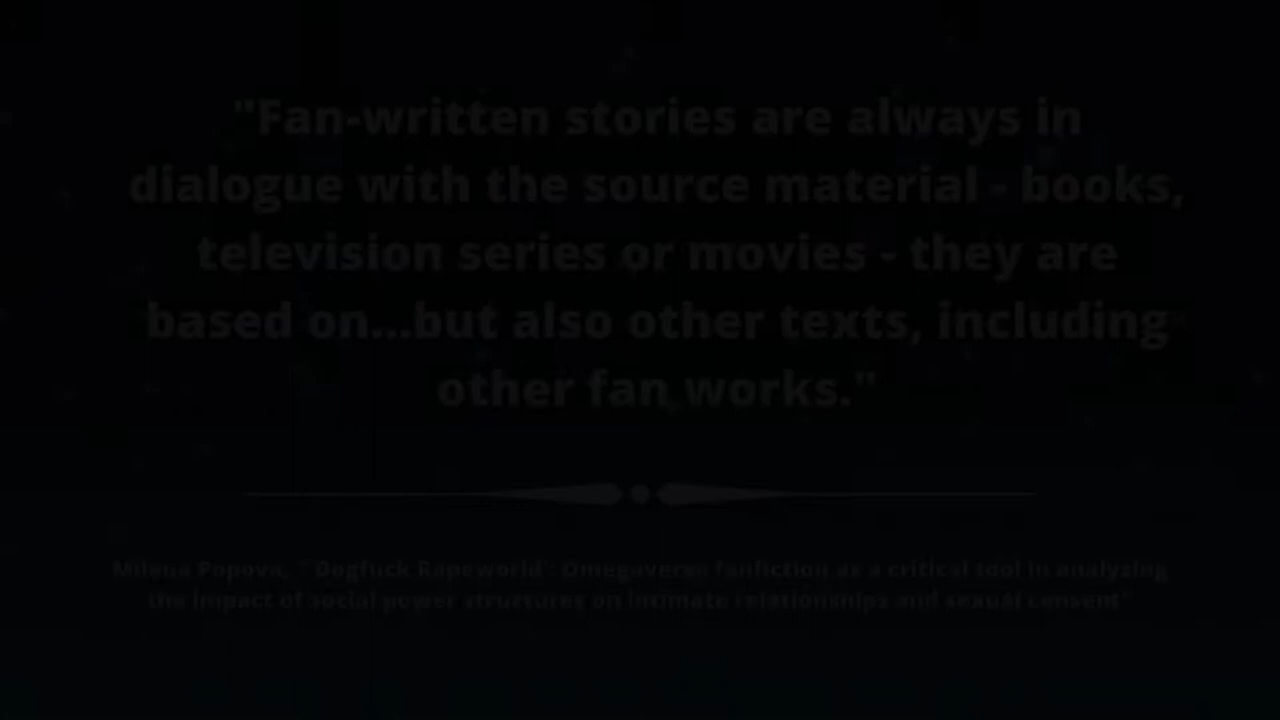 "Fan-written stories are always in
dialogue with the source material - books,
television series or movies - they are
based on...but also other texts, including
other fan works."
Milena Popova, "'Dogfuck Rapeworld': Omegaverse fanfiction as a critical tool in analyzing
the impact of social power structures on intimate relationships and sexual consent"